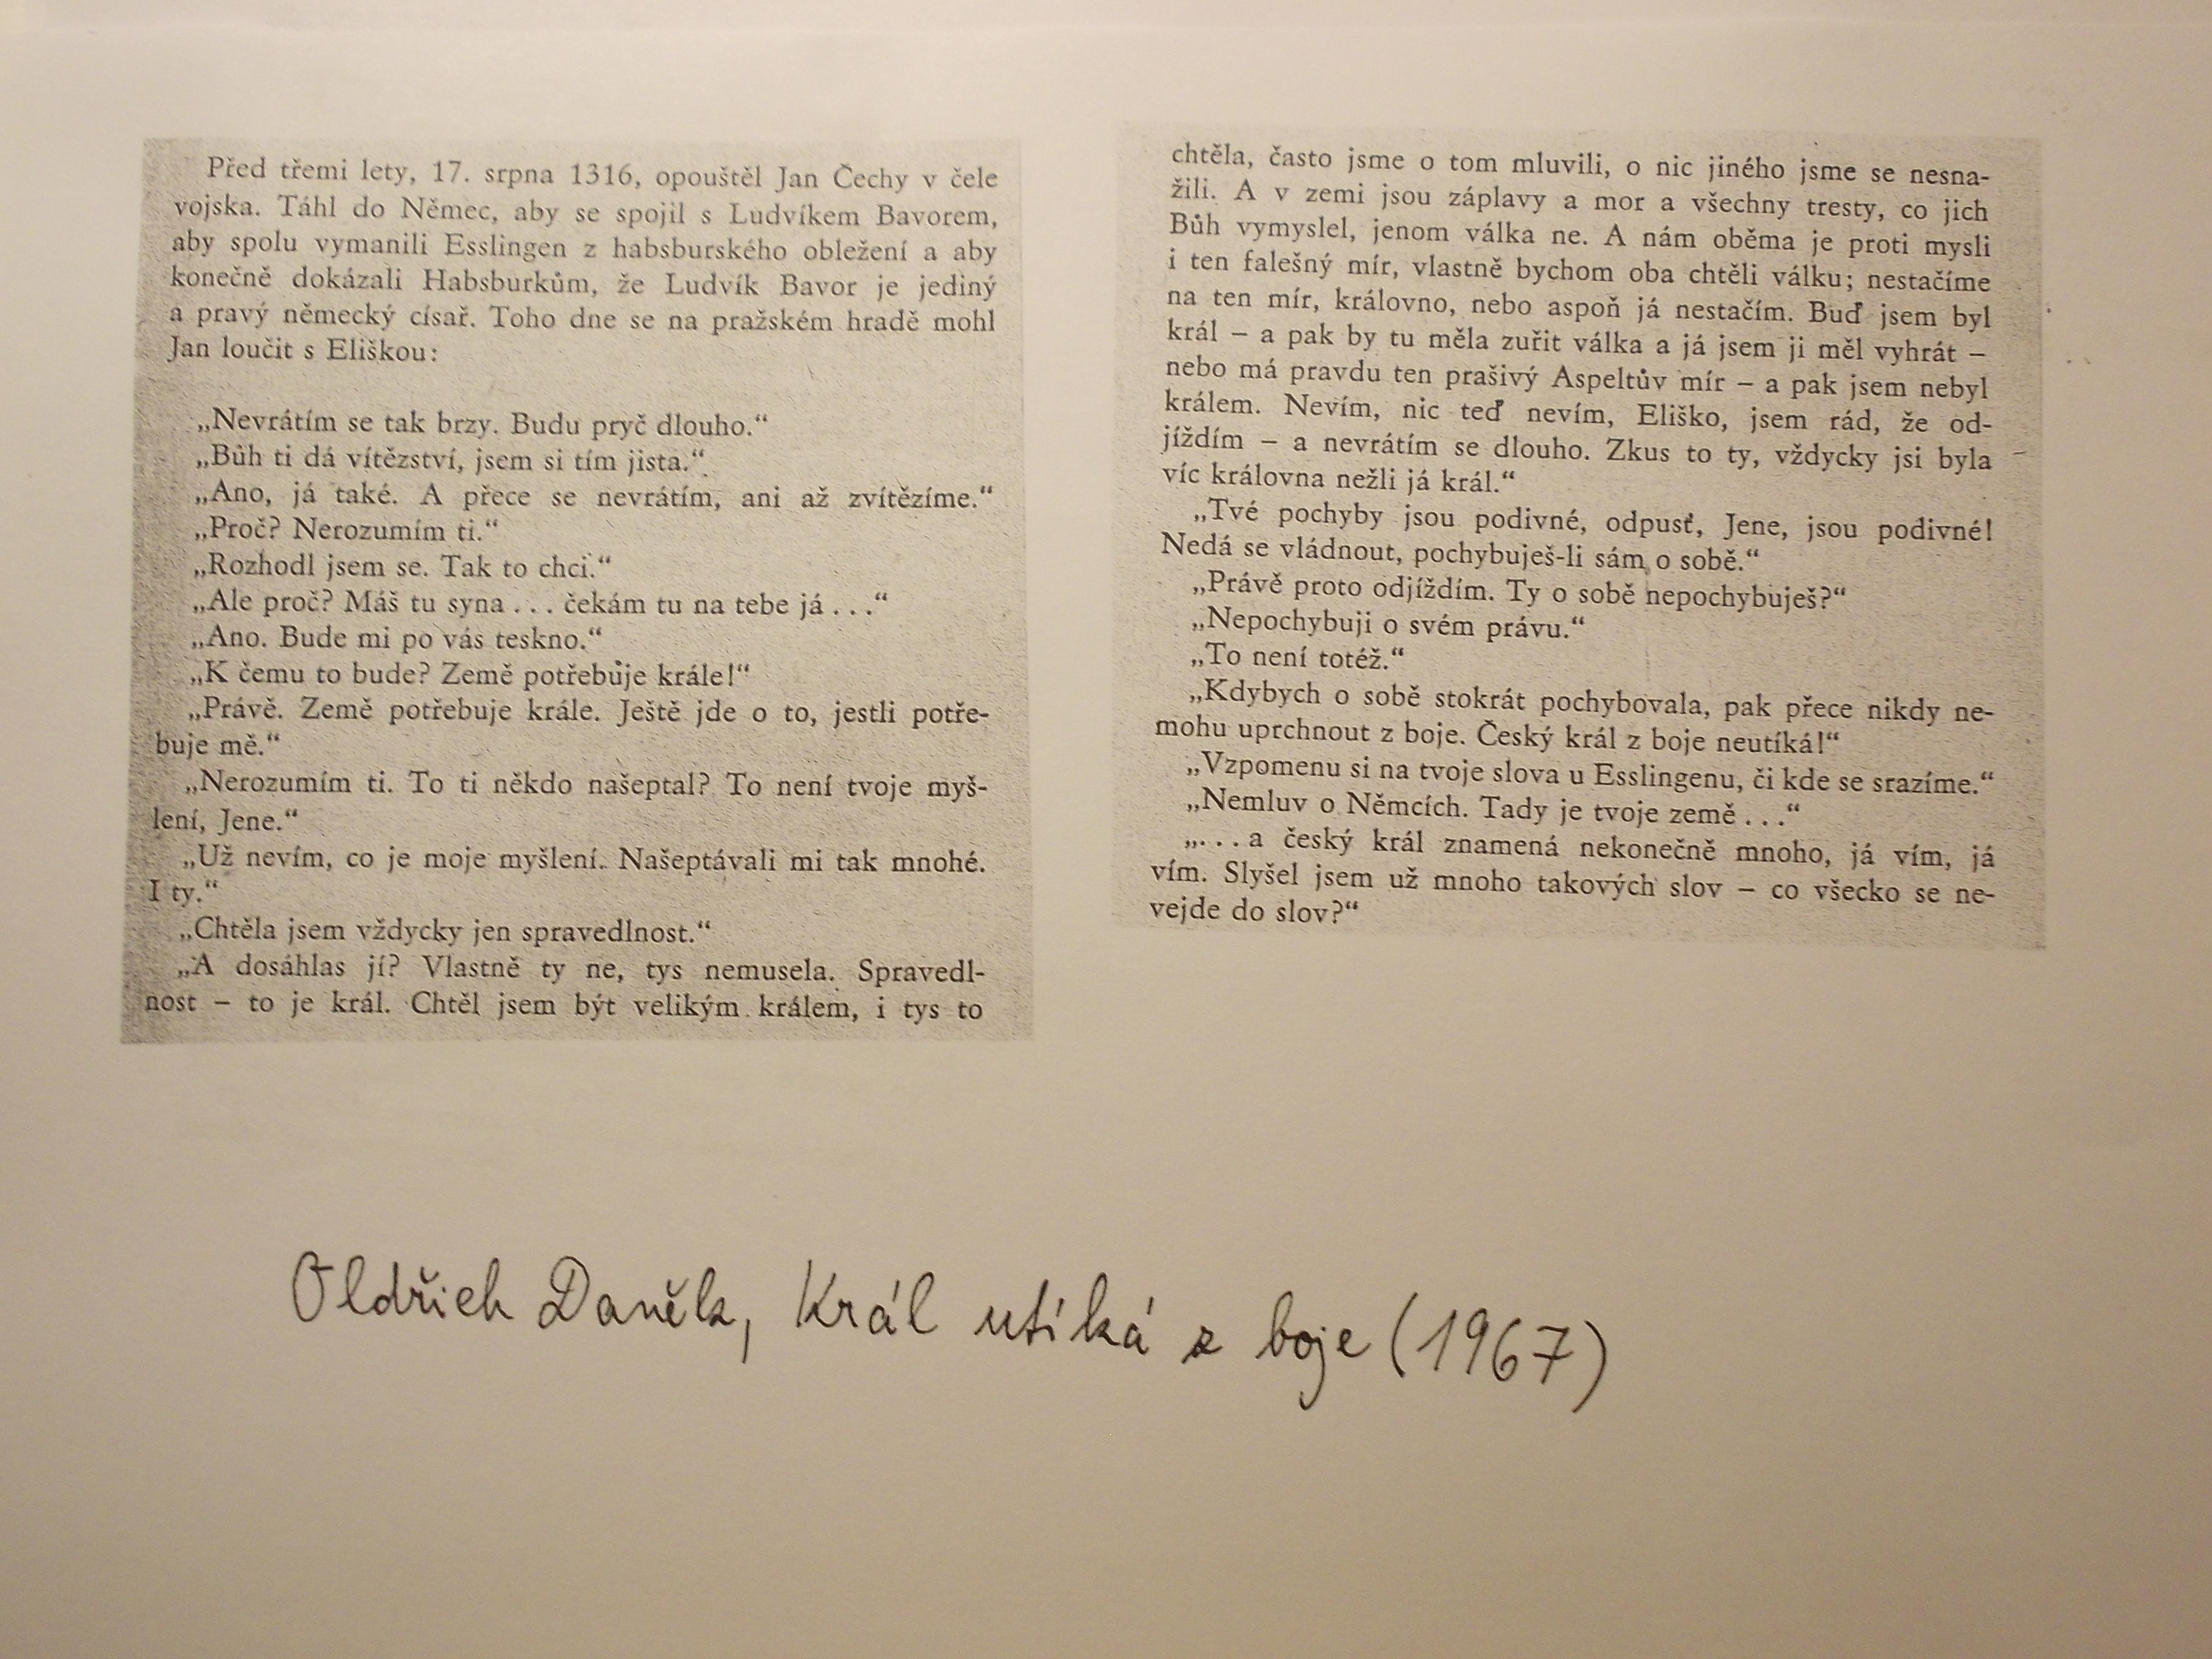 Před třemi lety, 17. srpna 1316, opouštěl Jan Čechy v čele
vojska. Táhl do Němec, aby se spojil s Ludvíkem Bavorem,
aby spolu vymanili Esslingen z habsburského obležení a aby
konečně dokázali Habsburkům, že Ludvík Bavor je jediný
a pravý německý císař. Toho dne se na pražském hradě mohl
Jan loučit s Eliškou:
„Nevrátím se tak brzy. Budu pryč dlouho.“
„Bůh ti dá vítězství, jsem si tím jista.“
„Ano, já také. A přece se nevrátím, ani až zvítězíme.“
„Proč? Nerozumím ti.“
„Rozhodl jsem se. Tak to chci.“
„Ale proč? Máš tu syna . . . čekám tu na tebe já . . .“
„Ano. Bude mi po vás teskno.“
„K čemu to bude? Země potřebuje krále!“
„Právě. Země potřebuje krále. Ještě jde o to, jestli potře-
buje mě.“
„Nerozumím ti. To ti někdo našeptal? To není tvoje myš-
lení, Jene.“
„Už nevím, co je moje myšlení. Našeptávali mi tak mnohé.
I ty.“
„Chtěla jsem vždycky jen spravedlnost.“
„A dosáhlas jí? Vlastně ty ne, tys nemusela. Spravedl-
nost – to je král. Chtěl jsem být velikým králem, i tys to
chtěla, často jsme o tom mluvili, o nic jiného jsme se nesna-
žili. A v zemi jsou záplavy a mor a všechny tresty, co jich
Bůh vymyslel, jenom válka ne. A nám oběma je proti mysli
i ten falešný mír, vlastně bychom oba chtěli válku; nestačíme
na ten mír, královno, nebo aspoň já nestačím. Buď jsem byl
král – a pak by tu měla zuřit válka a já jsem ji měl vyhrát –
nebo má pravdu ten prašivý Aspeltův mír – a pak jsem nebyl
králem. Nevím, nic teď nevím, Eliško, jsem rád, že od-
jíždím – a nevrátím se dlouho. Zkus to ty, vždycky jsi byla
víc královna nežli já král.“
„Tvé pochyby jsou podivné, odpusť, Jene, jsou podivné!
Nedá se vládnout, pochybuješ-li sám o sobě.“
„Právě proto odjíždím. Ty o sobě nepochybuješ?“
„Nepochybuji o svém právu.“
„To není totéž.“
„Kdybych o sobě stokrát pochybovala, pak přece nikdy ne-
mohu uprchnout z boje. Český král z boje neutíká!“
„Vzpomenu si na tvoje slova u Esslingenu, či kde se srazíme.“
„Nemluv o Němcích. Tady je tvoje země . . .“
„. . . a český král znamená nekonečně mnoho, já vím, já
vím. Slyšel jsem už mnoho takových slov – co všecko se ne-
vejde do slov?“
Oldřich Daněk, Král utíká z boje (1967)